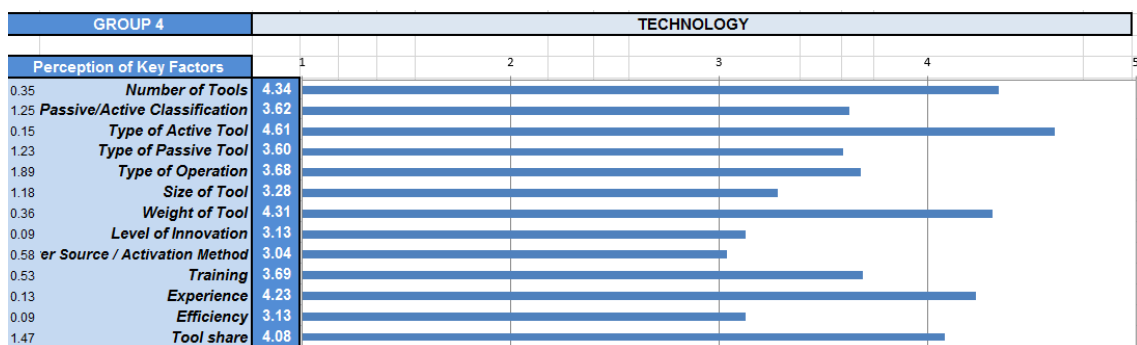 GROUP 4 TECHNOLOGY
Perception of Key Factors 1 2 3 4 5
0.35 Number of Tools 4.34
1.25 Passive/Active Classification 3.62
0.15 Type of Active Tool 4.61
1.23 Type of Passive Tool 3.60
1.89 Type of Operation 3.68
1.18 Size of Tool 3.28
0.36 Weight of Tool 4.31
0.09 Level of Innovation 3.13
0.58 er Source / Activation Method 3.04
0.53 Training 3.69
0.13 Experience 4.23
0.09 Efficiency 3.13
1.47 Tool share 4.08